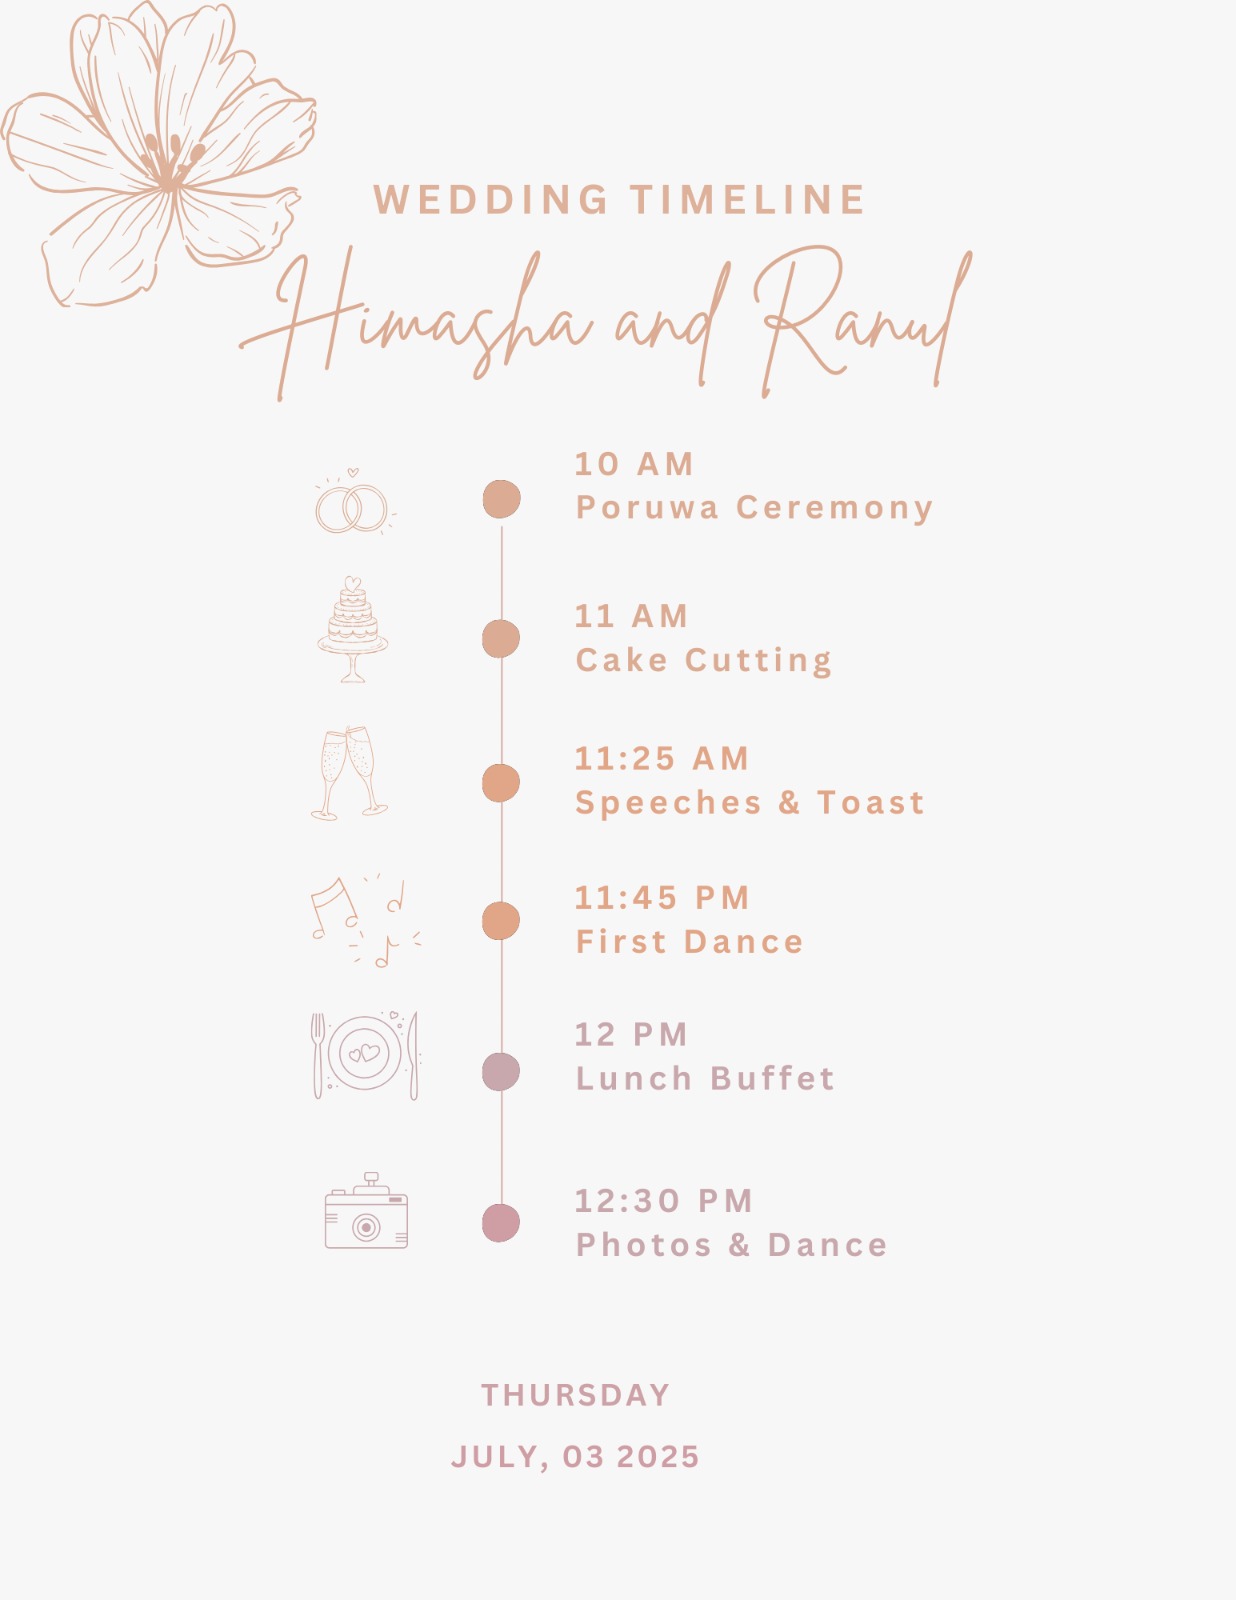 WEDDING TIMELINE
Himasha and Ranul
10 AM
Poruwa Ceremony
11 AM
Cake Cutting
11:25 AM
Speeches & Toast
11:45 PM
First Dance
12 PM
Lunch Buffet
12:30 PM
Photos & Dance
THURSDAY
JULY, 03 2025